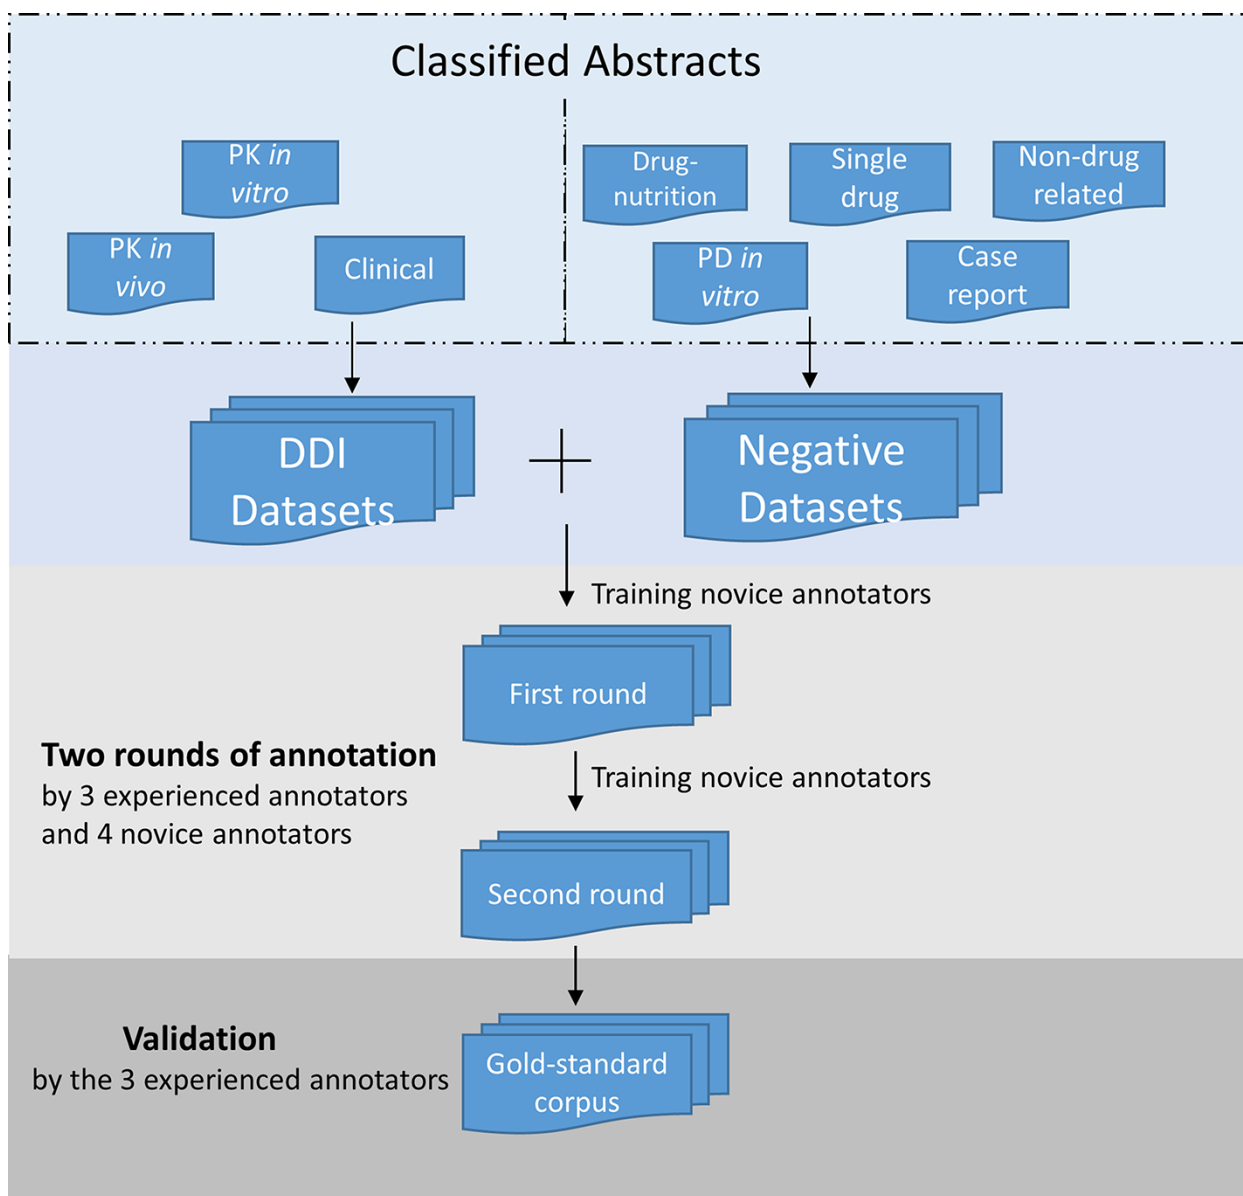 Classified Abstracts
PK in
vitro
PK in
vivo
Clinical
Drug-
nutrition
Single
drug
Non-drug
related
PD in
vitro
Case
report
DDI
Datasets
Negative
Datasets
Training novice annotators
First round
Two rounds of annotation
by 3 experienced annotators
and 4 novice annotators
Training novice annotators
Second round
Validation
by the 3 experienced annotators
Gold-standard
corpus